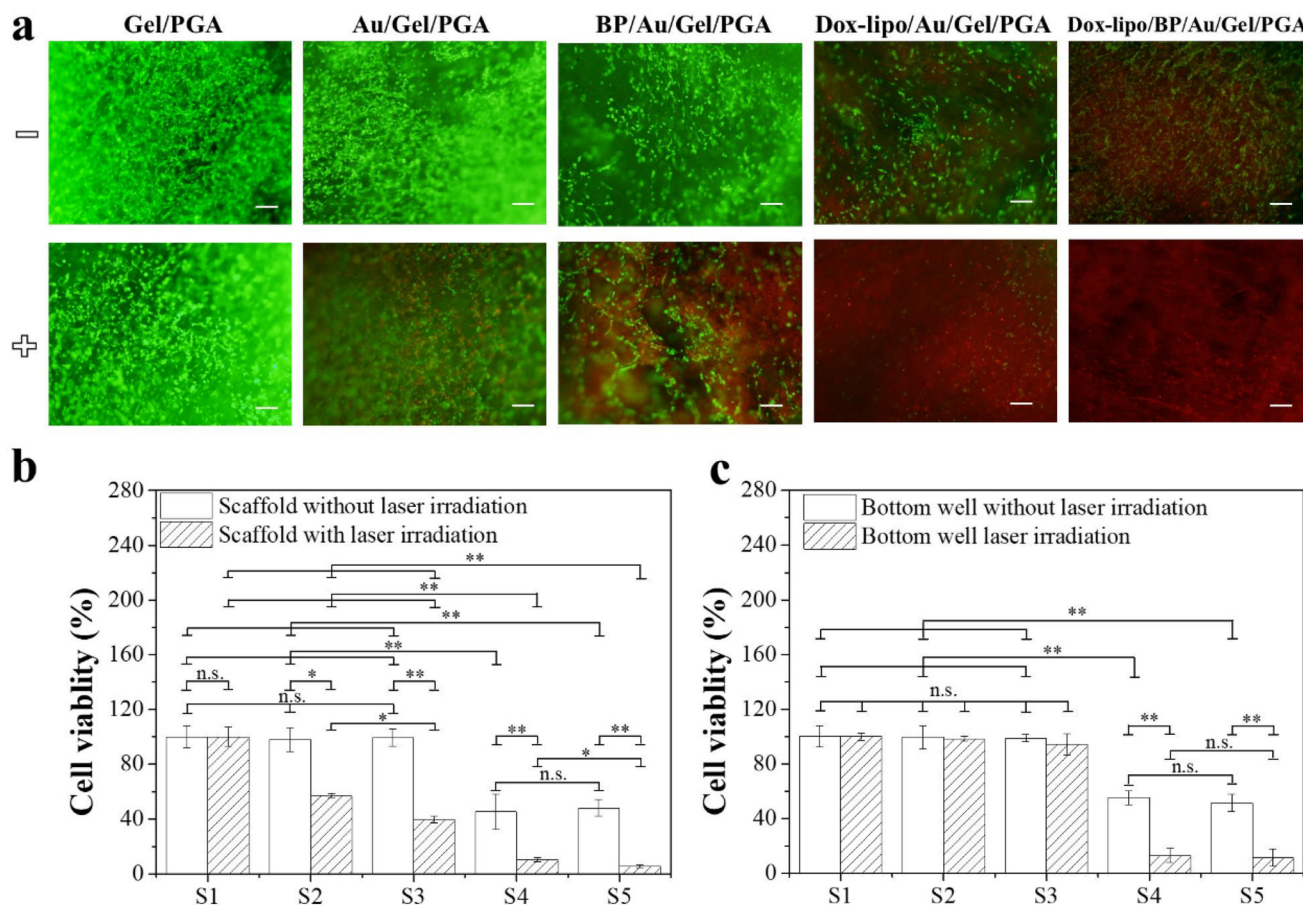 a
Gel/PGA Au/Gel/PGA BP/Au/Gel/PGA Dox-lipo/Au/Gel/PGA Dox-lipo/BP/Au/Gel/PGA
b
Cell viablity (%)
280
240
200
160
120
80
40
0
Scaffold without laser irradiation
Scaffold with laser irradiation
**
**
**
**
n.s. * **
n.s.
*
** **
*
n.s.
S1 S2 S3 S4 S5
c
Cell viablity (%)
280
240
200
160
120
80
40
0
Bottom well without laser irradiation
Bottom well laser irradiation
**
**
n.s.
** **
n.s.
n.s.
S1 S2 S3 S4 S5